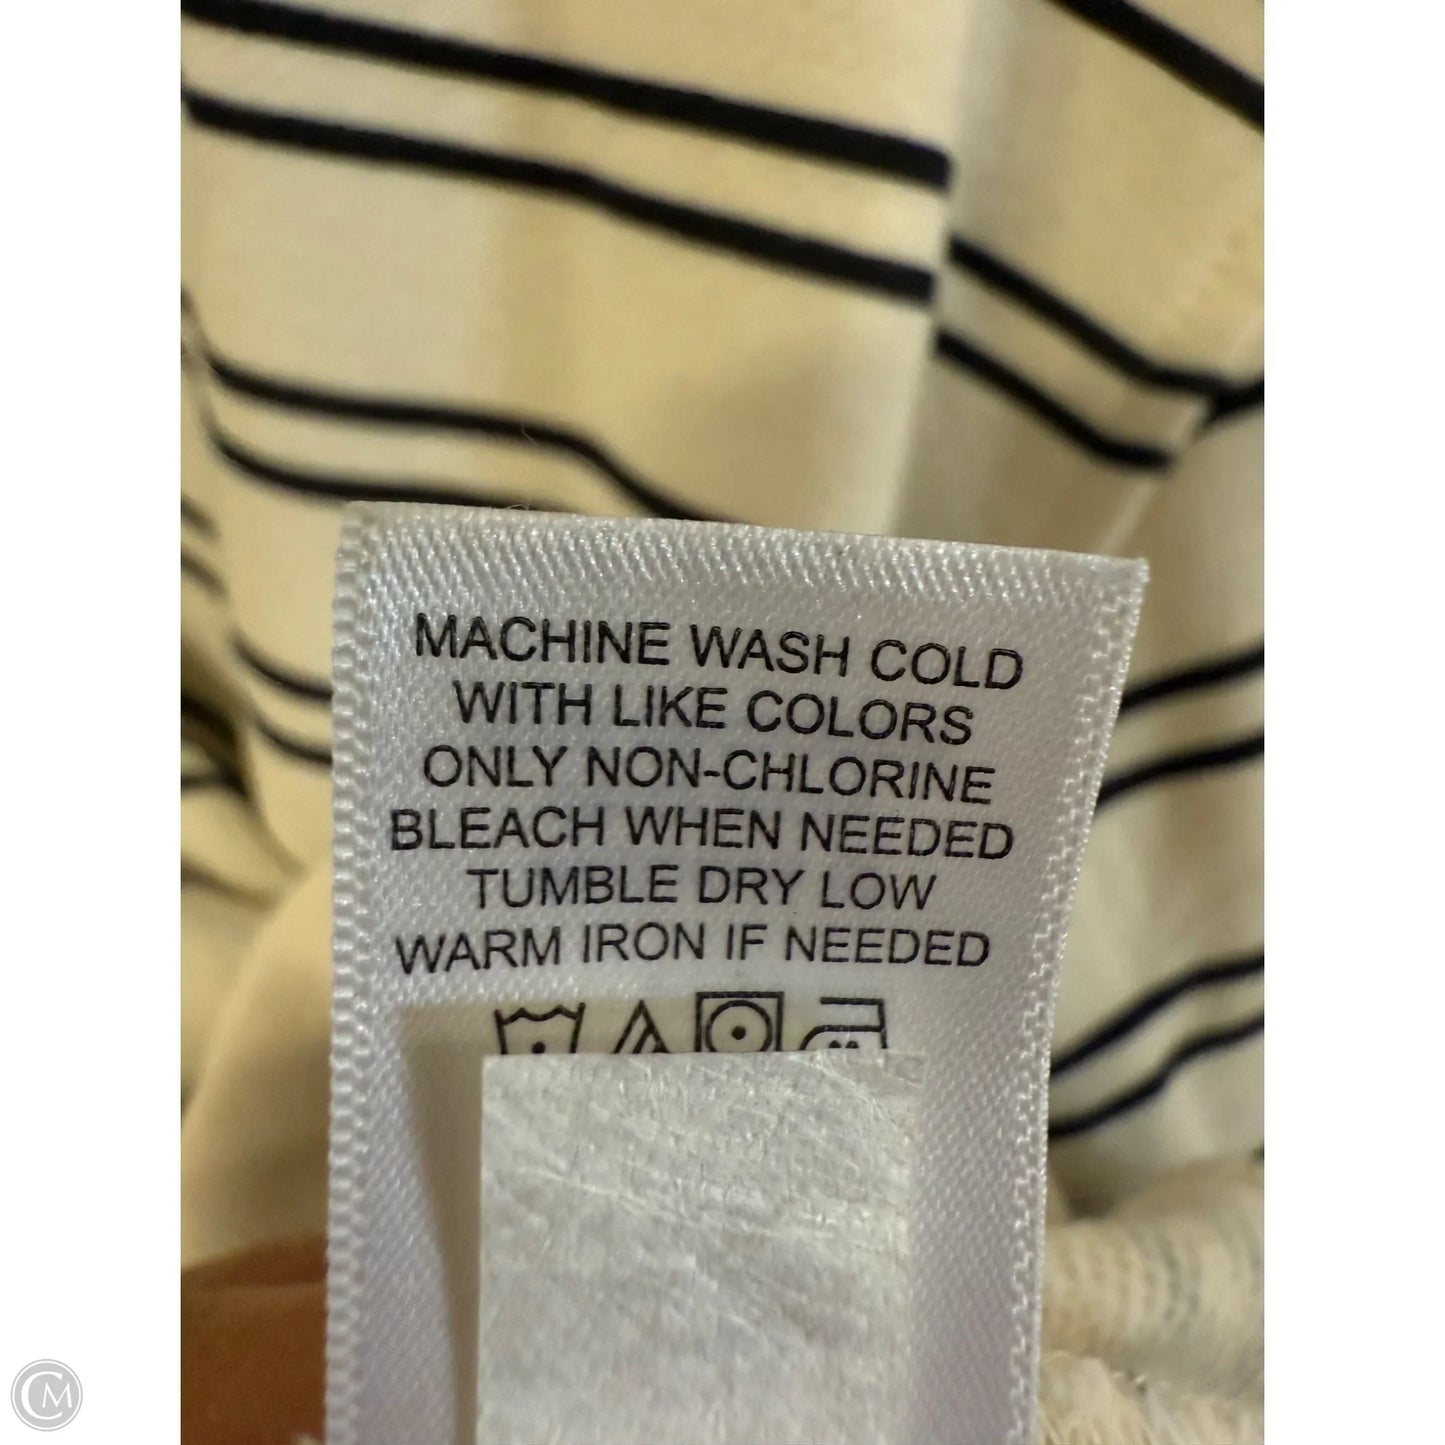 MACHINE WASH COLD
WITH LIKE COLORS
ONLY NON-CHLORINE
BLEACH WHEN NEEDED
TUMBLE DRY LOW
WARM IRON IF NEEDED
CM